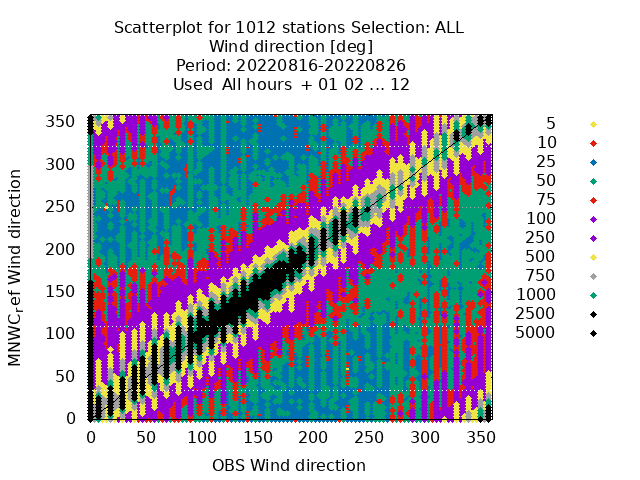 Scatterplot for 1012 stations Selection: ALL
Wind direction [deg]
Period: 20220816-20220826
Used  All hours  + 01 02 ... 12
350
300
250
200
150
100
50
0
MNWC_ref Wind direction
0 50 100 150 200 250 300 350
OBS Wind direction
5
10
25
50
75
100
250
500
750
1000
2500
5000